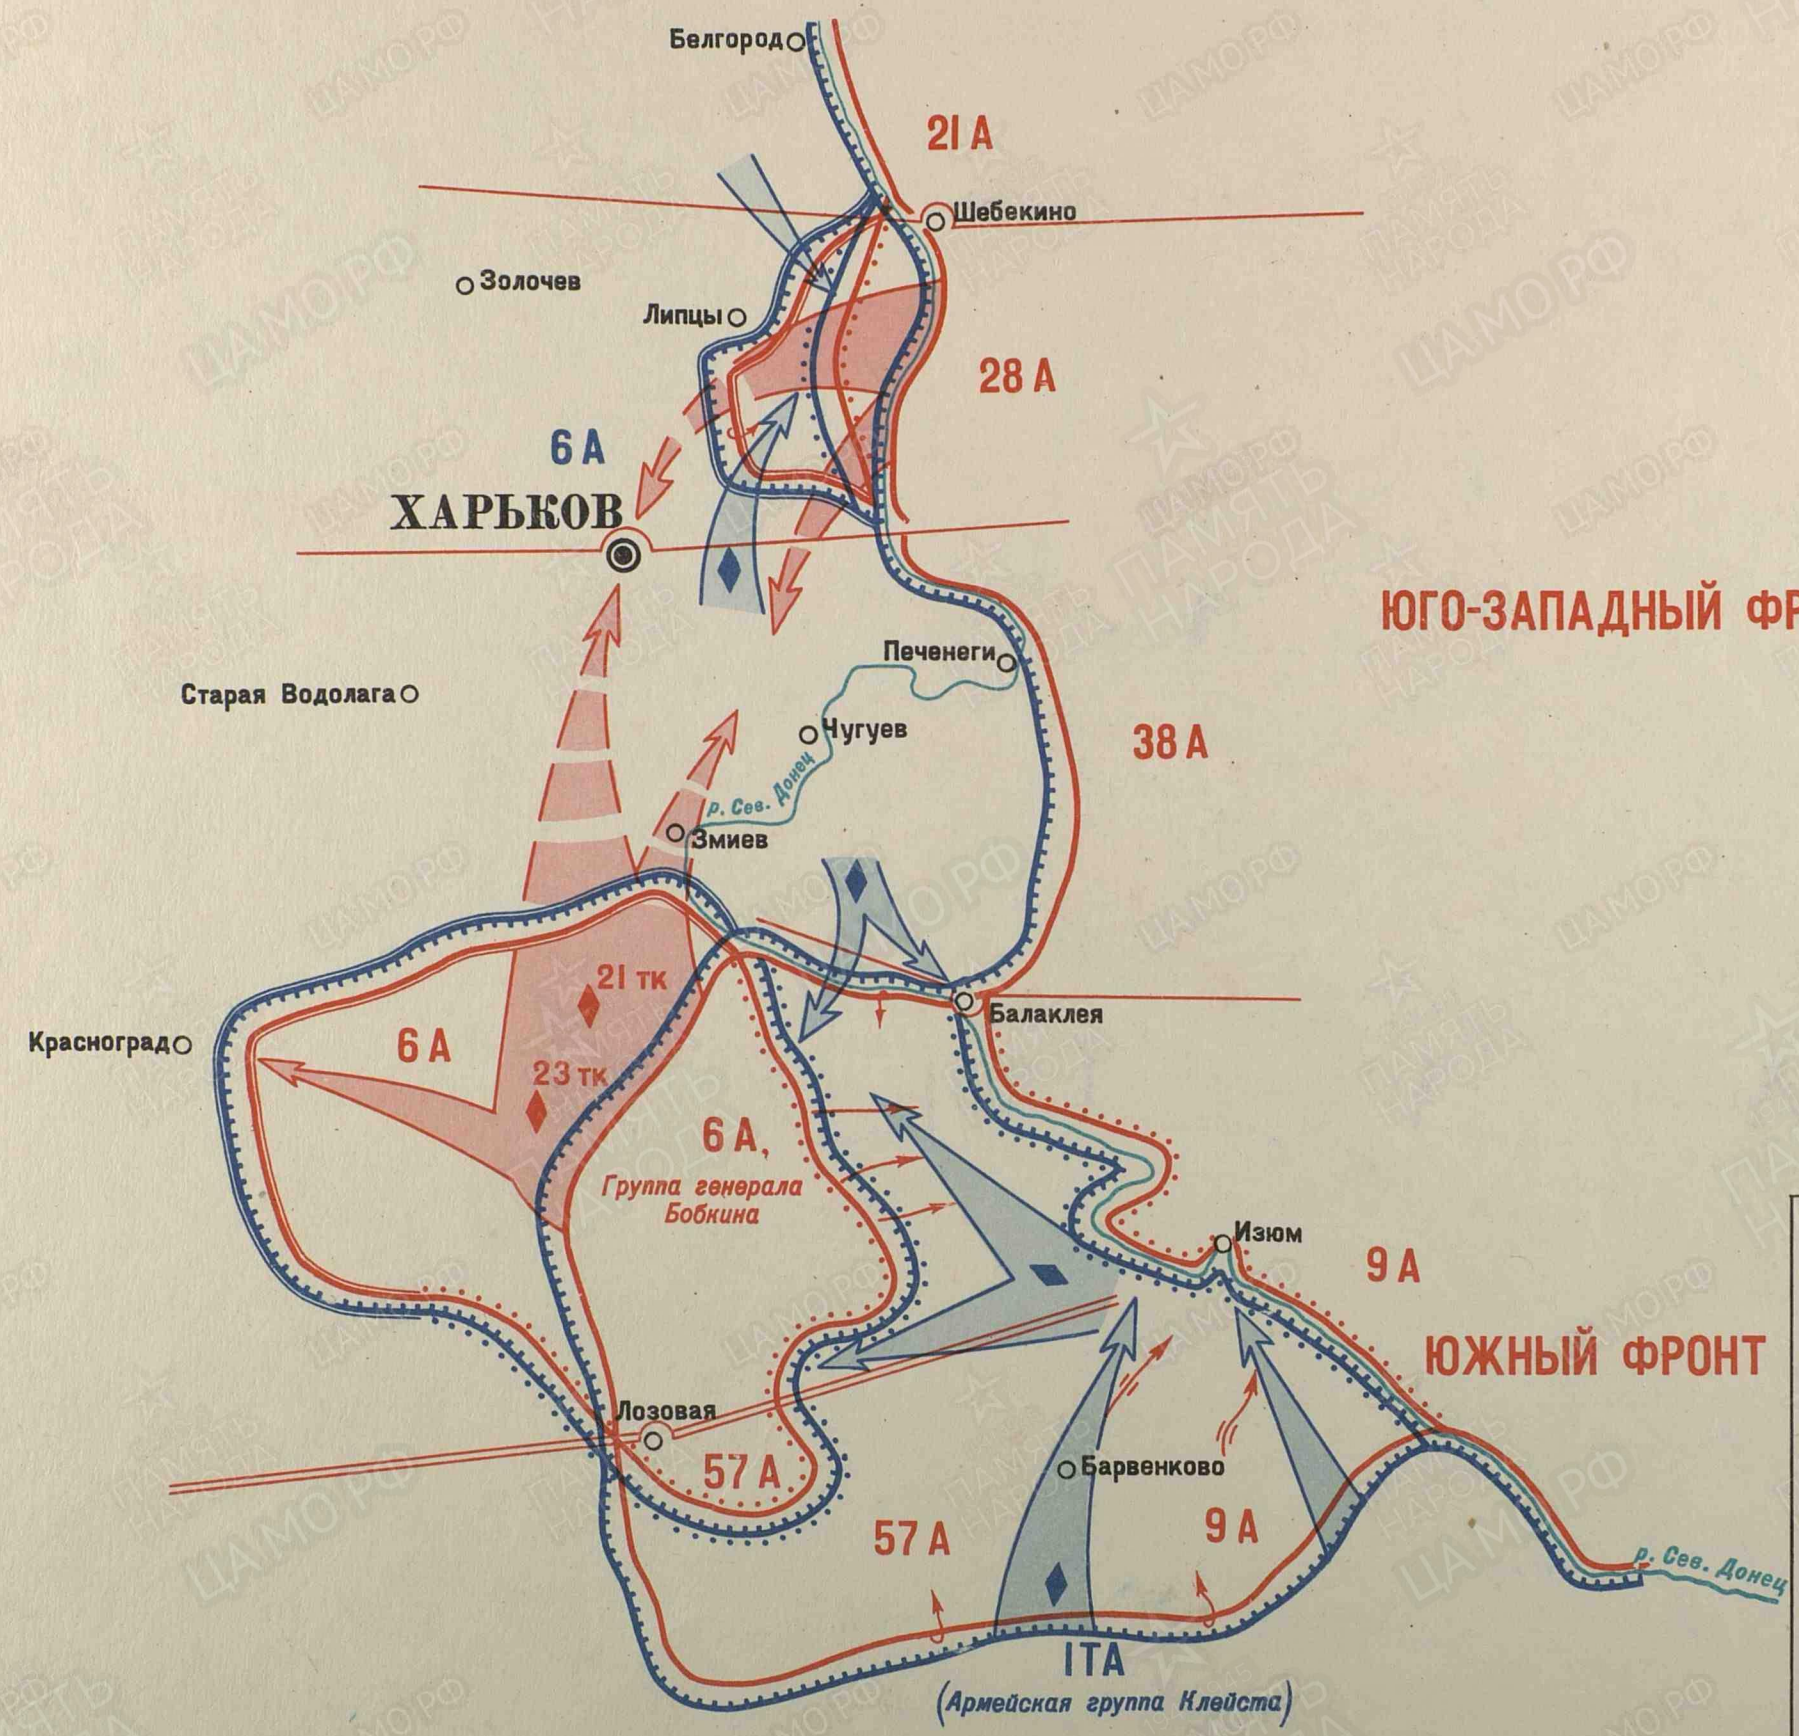 Белгород
21 А
Шебекино
Золочев
Липцы
28 А
6 А
ХАРЬКОВ
ЮГО-ЗАПАДНЫЙ ФР
Печенеги
Старая Водолага
Чугуев
38 А
р. Сев. Донец
Змиев
21 тк
Балаклея
Красноград
6 А
23 тк
6 А,
Группа генерала
Бобкина
Изюм
9 А
ЮЖНЫЙ ФРОНТ
Лозовая
57 А
Барвенково
57 А
9 А
р. Сев. Донец
1ТА
(Армейская группа Клейста)
ЦАМО.РФ
ПАМЯТЬ
НАРОДА